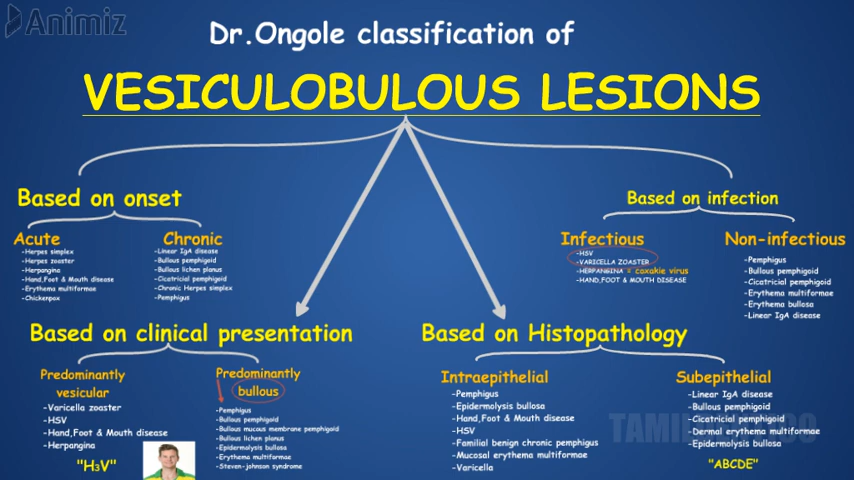 Animiz
Dr.Ongole classification of
VESICULOBULOUS LESIONS
Based on onset
Acute
-Herpes simplex
-Herpes zoaster
-Herpangina
-Hand,Foot & Mouth disease
-Erythema multiformae
-Chickenpox
Chronic
-Linear IgA disease
-Bullous pemphigoid
-Bullous lichen planus
-Cicatricial pemphigoid
-Chronic Herpes simplex
-Pemphigus
Based on infection
Infectious
-HSV
-VARICELLA ZOASTER
-HERPANGINA = coxakie virus
-HAND,FOOT & MOUTH DISEASE
Non-infectious
-Pemphigus
-Bullous pemphigoid
-Cicatricial pemphigoid
-Erythema multiformae
-Erythema bullosa
-Linear IgA disease
Based on clinical presentation
Predominantly
vesicular
-Varicella zoaster
-HSV
-Hand,Foot & Mouth disease
-Herpangina
"H3V"
Predominantly
bullous
-Pemphigus
-Bullous pemphigoid
-Bullous mucous membrane pemphigoid
-Bullous lichen planus
-Epidermolysis bullosa
-Erythema multiformae
-Steven-johnson syndrome
Based on Histopathology
Intraepithelial
-Pemphigus
-Epidermolysis bullosa
-Hand,Foot & Mouth disease
-HSV
-Familial benign chronic pemphigus
-Mucosal erythema multiformae
-Varicella
Subepithelial
-Linear IgA disease
-Bullous pemphigoid
-Cicatricial pemphigoid
-Dermal erythema multiformae
-Epidermolysis bullosa
"ABCDE"